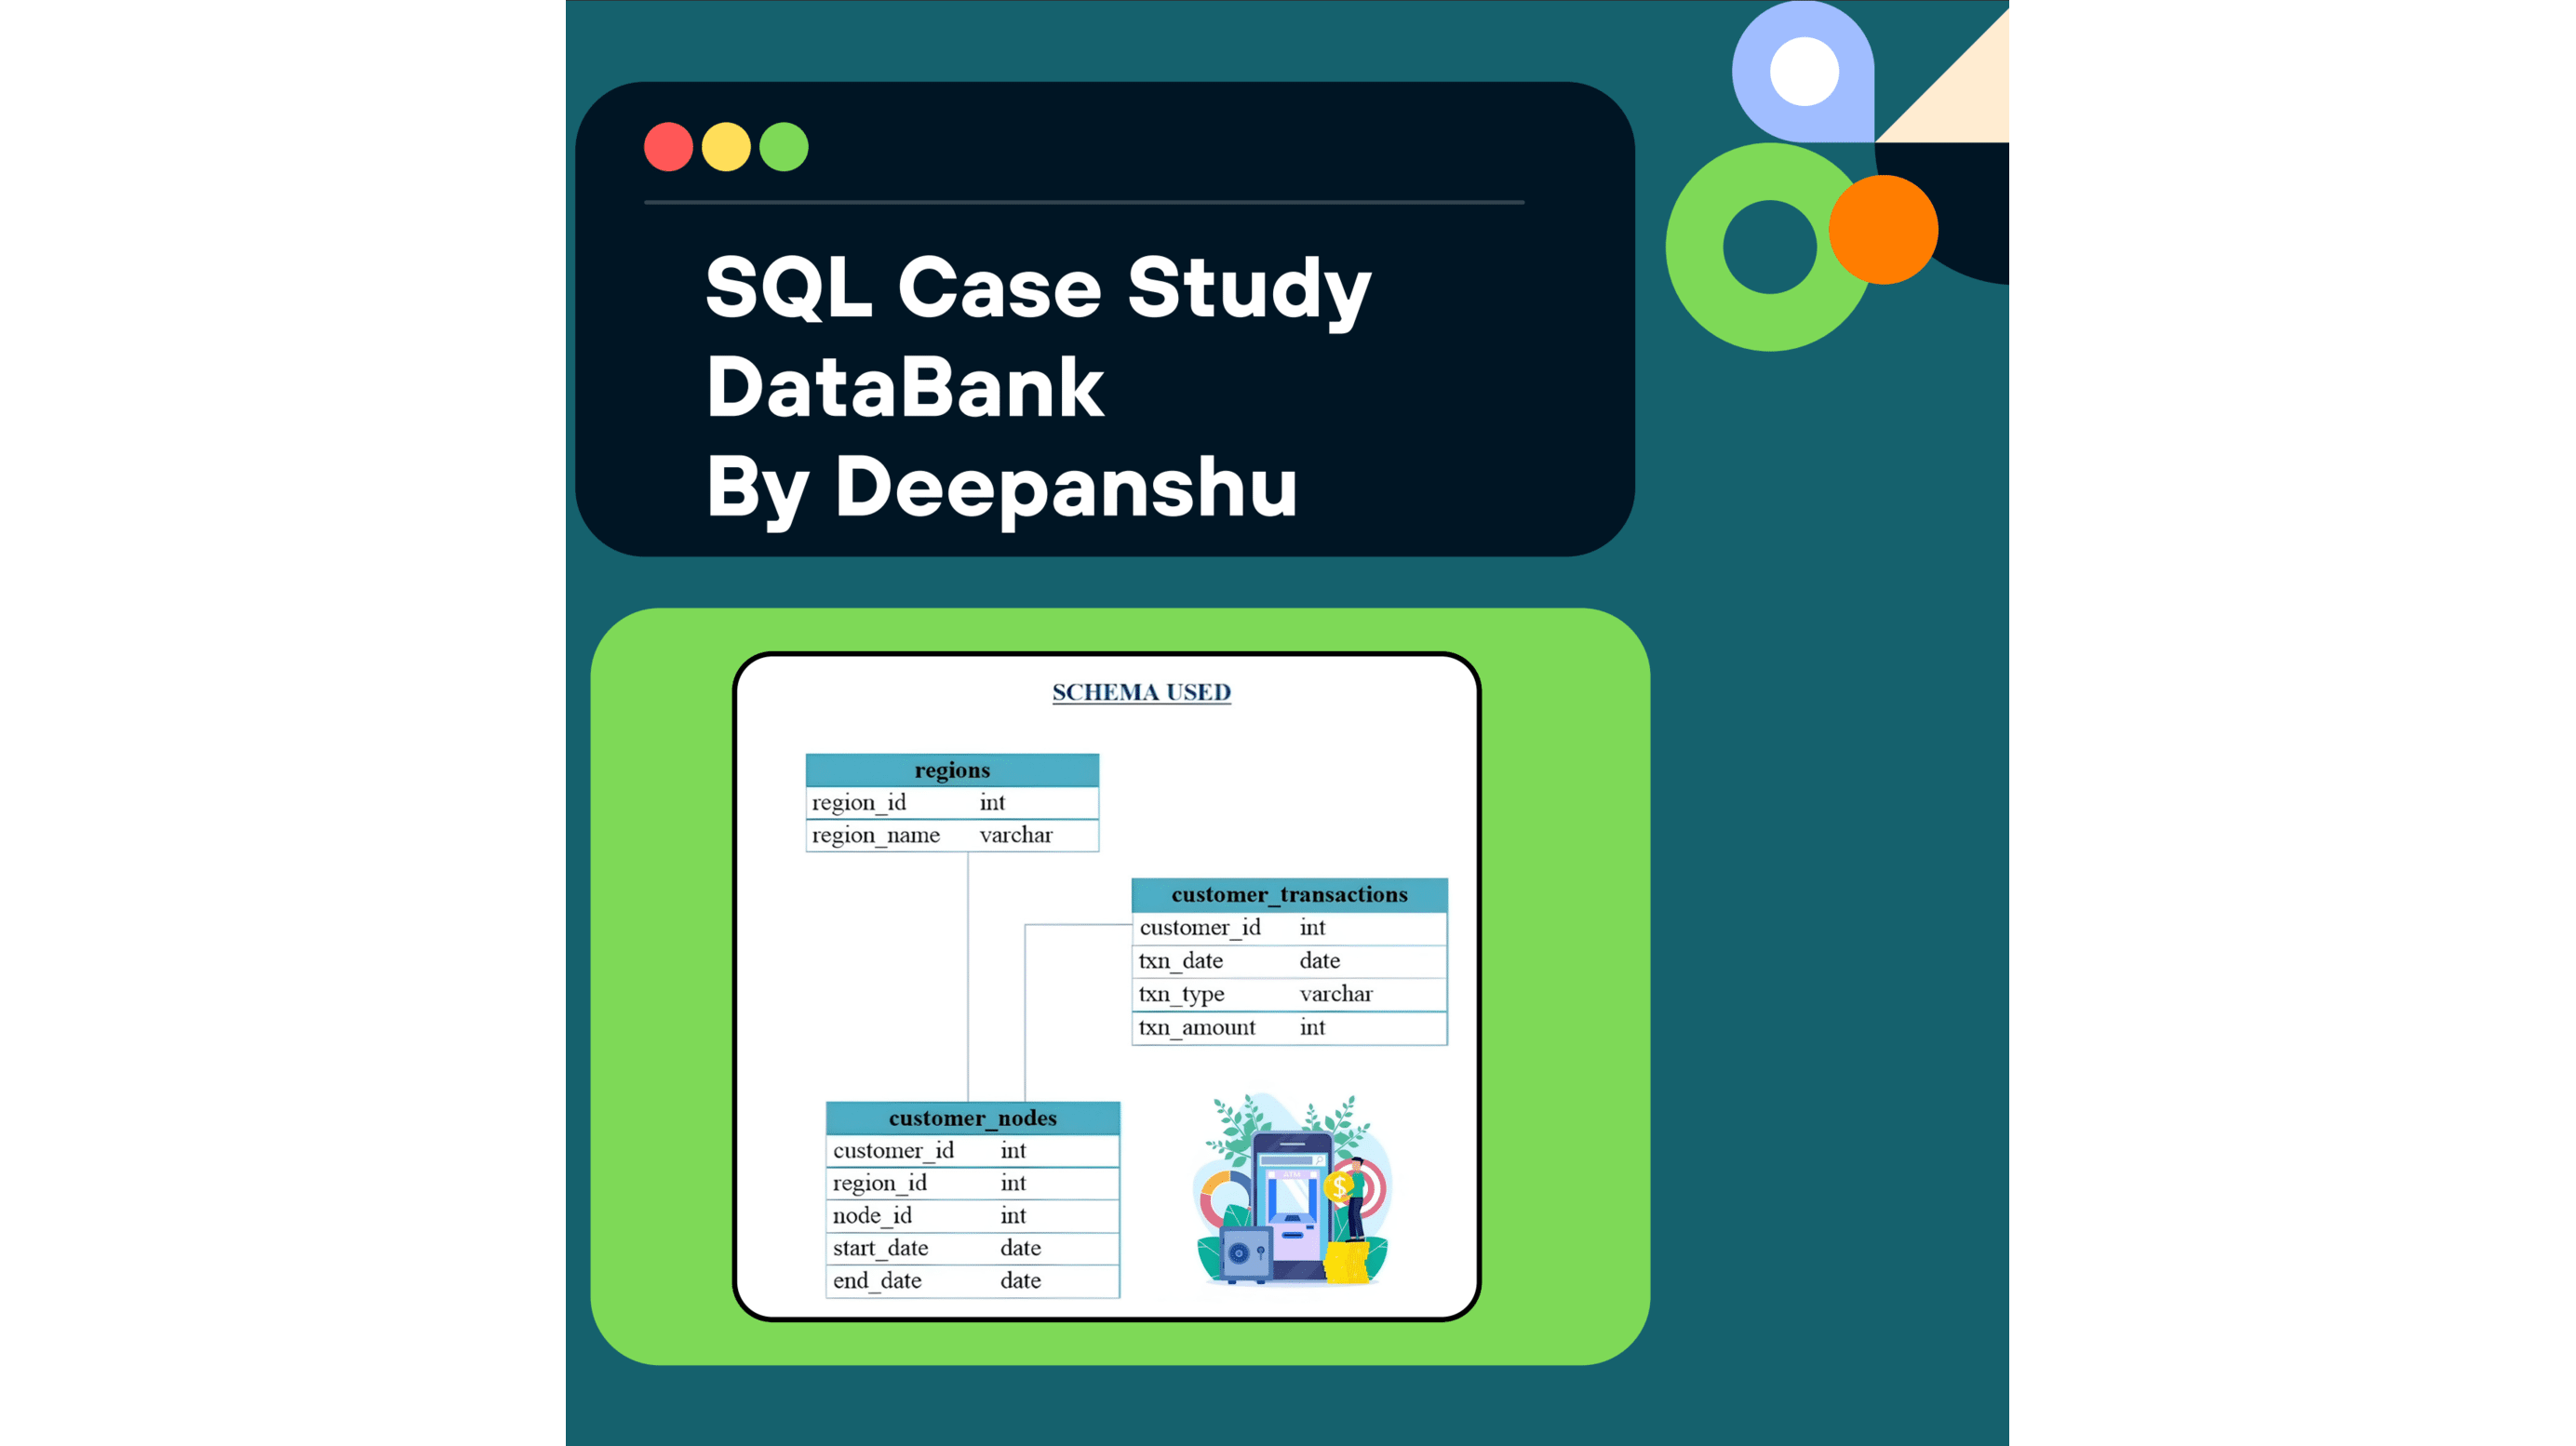 SQL Case Study
DataBank
By Deepanshu
SCHEMA USED
regions
region_id int
region_name varchar
customer_transactions
customer_id int
txn_date date
txn_type varchar
txn_amount int
customer_nodes
customer_id int
region_id int
node_id int
start_date date
end_date date
ATM
$